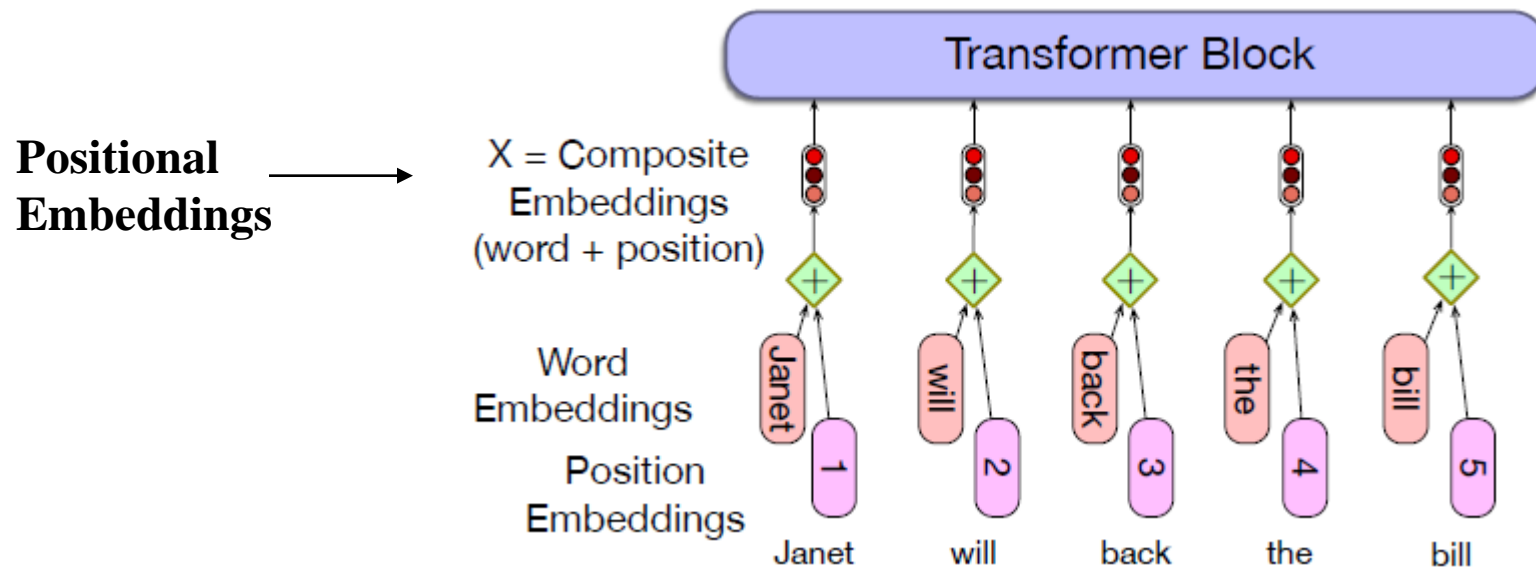 Transformer Block
Positional
Embeddings
X = Composite
Embeddings
(word + position)
+ + + + +
Word
Embeddings
Janet will back the bill
Position
Embeddings
1 2 3 4 5
Janet will back the bill